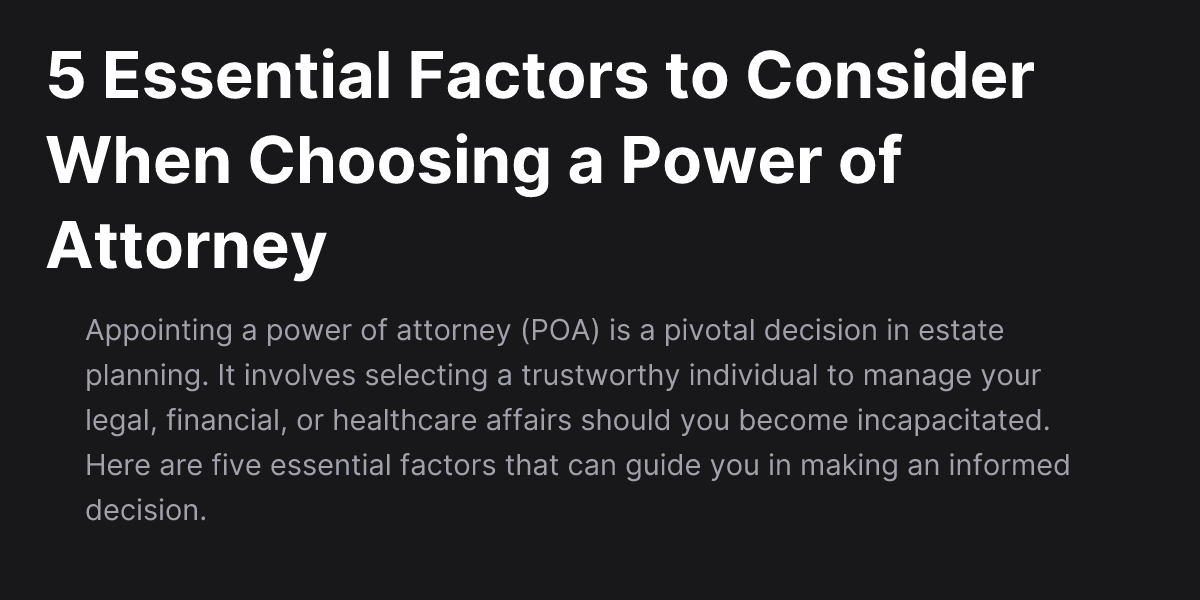 5 Essential Factors to Consider
When Choosing a Power of
Attorney
Appointing a power of attorney (POA) is a pivotal decision in estate
planning. It involves selecting a trustworthy individual to manage your
legal, financial, or healthcare affairs should you become incapacitated.
Here are five essential factors that can guide you in making an informed
decision.